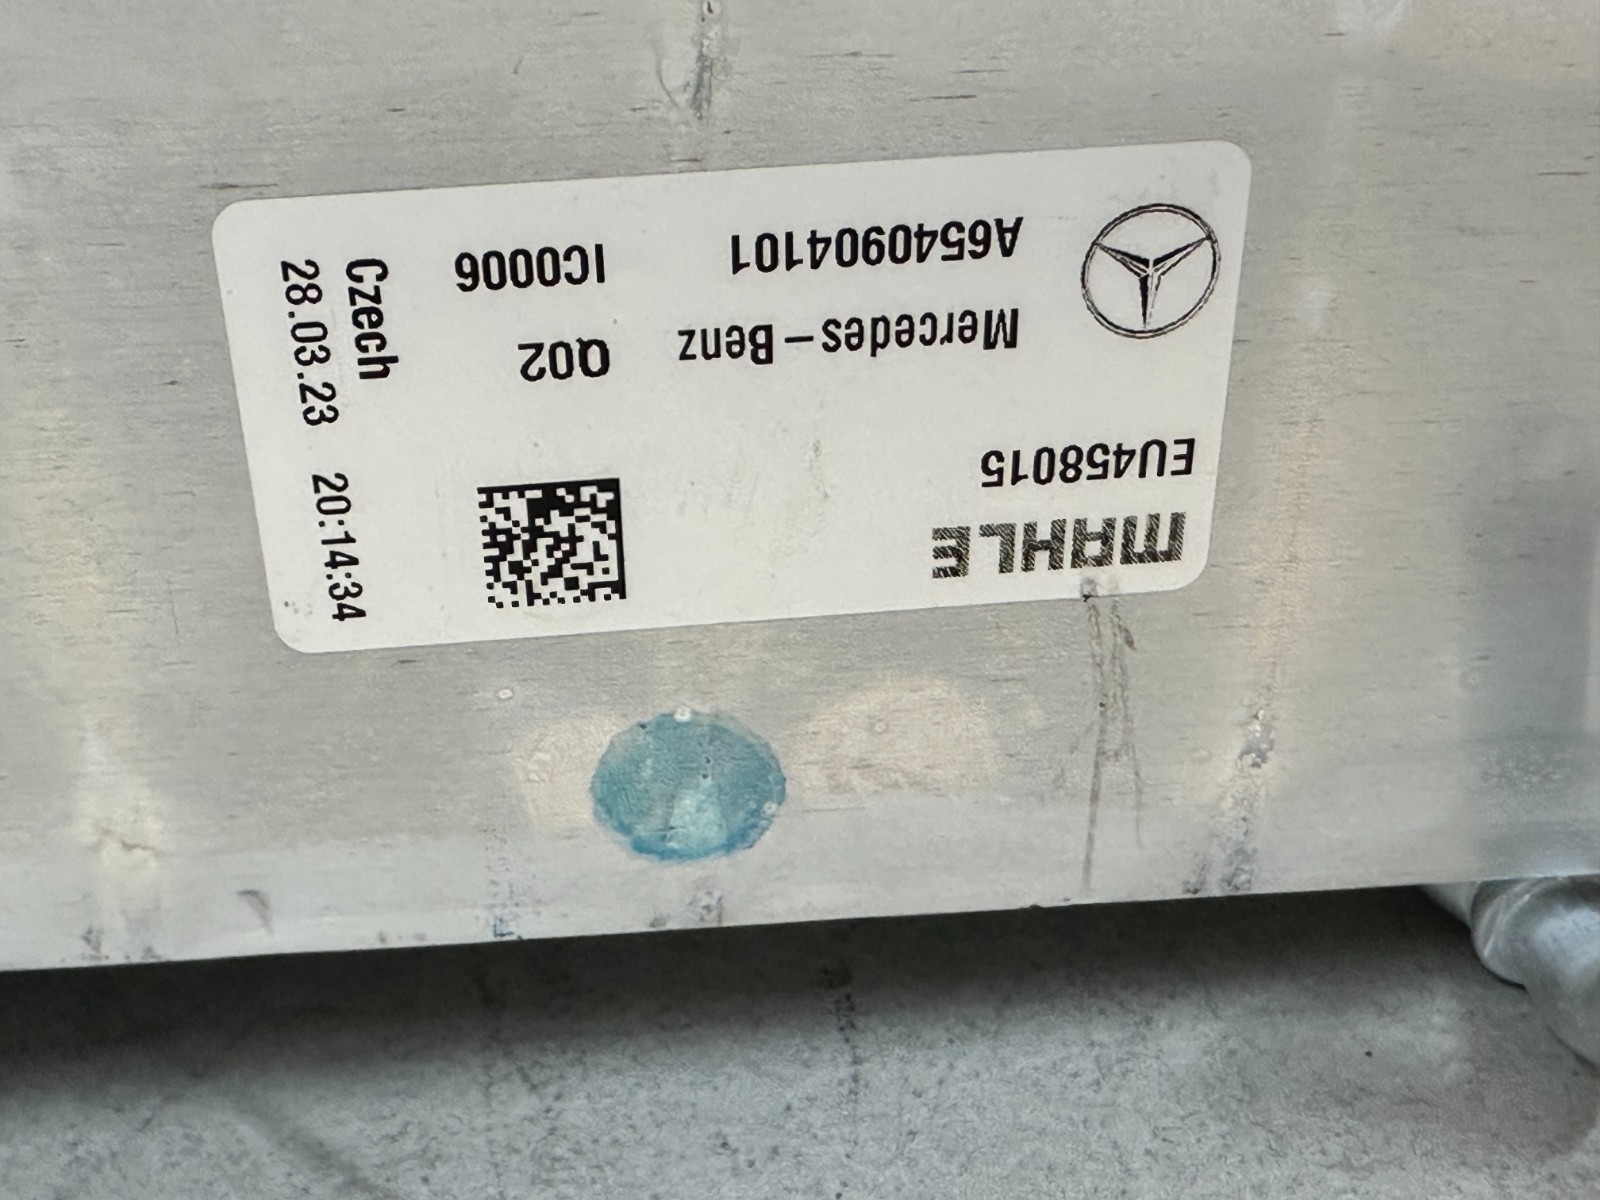 MAHLE
EU458015
Mercedes-Benz Q02
A6540904101 IC0006
Czech
28.03.23 20:14:34